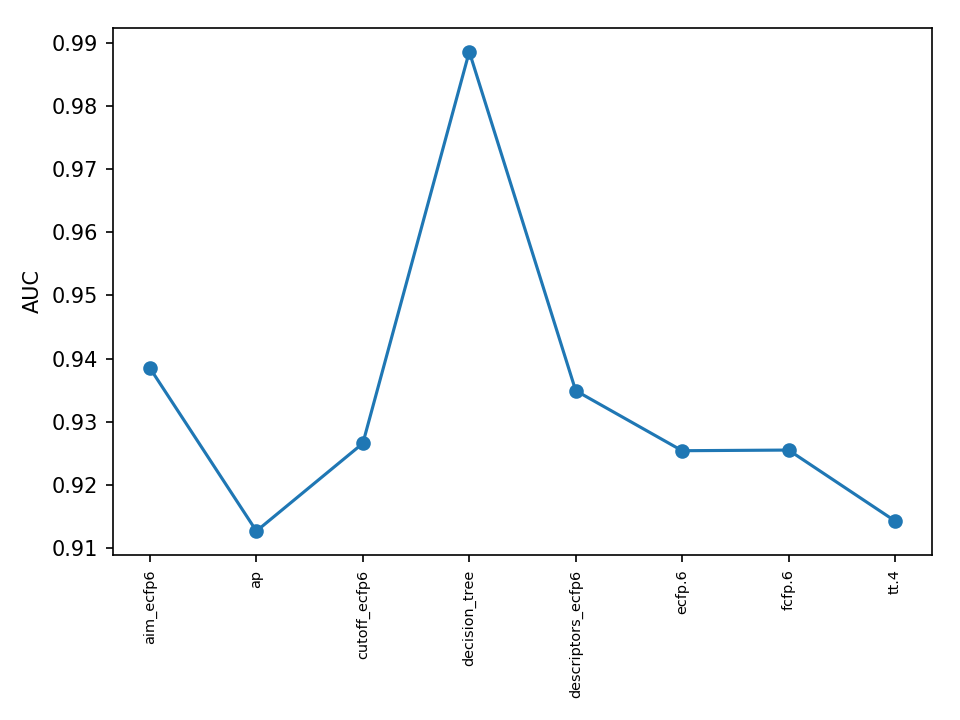 0.99
0.98
0.97
0.96
0.95
0.94
0.93
0.92
0.91
AUC
aim_ecfp6
ap
cutoff_ecfp6
decision_tree
descriptors_ecfp6
ecfp.6
fcfp.6
tt.4